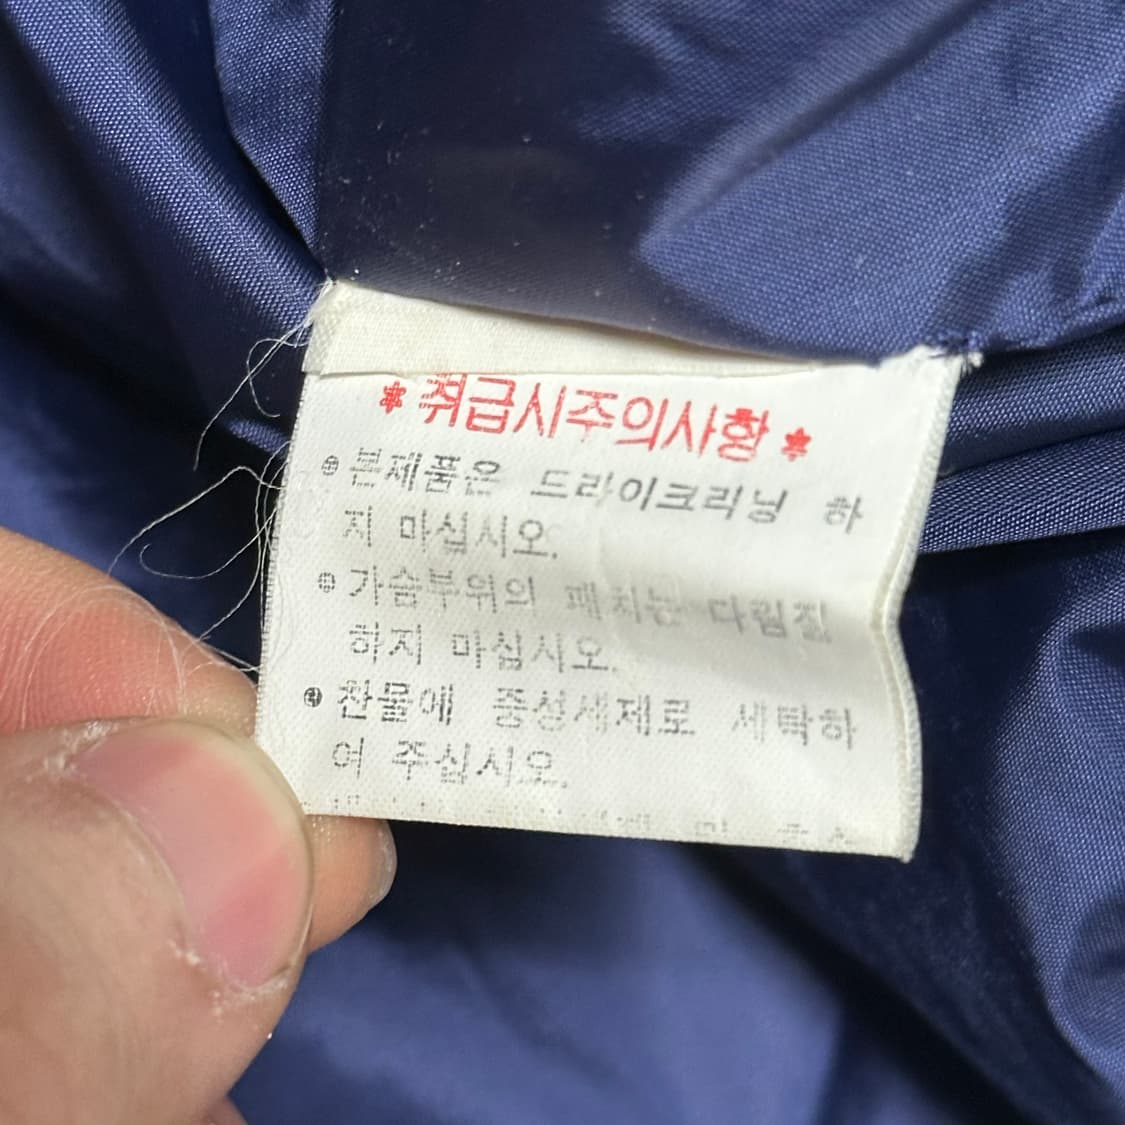 * 취급시주의사항 *
본제품은 드라이크리닝 하
지 마십시오.
가슴부위의 패치는 다림질
하지 마십시오.
찬물에 중성세제로 세탁하
여 주십시오.